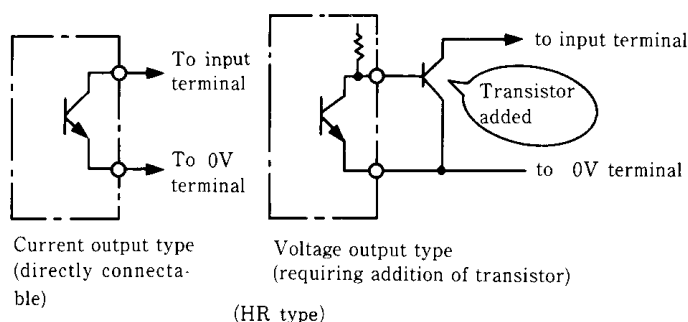 To input
terminal
To 0V
terminal
Current output type
(directly connecta-
ble)
to input terminal
Transistor
added
to 0V terminal
Voltage output type
(requiring addition of transistor)
(HR type)